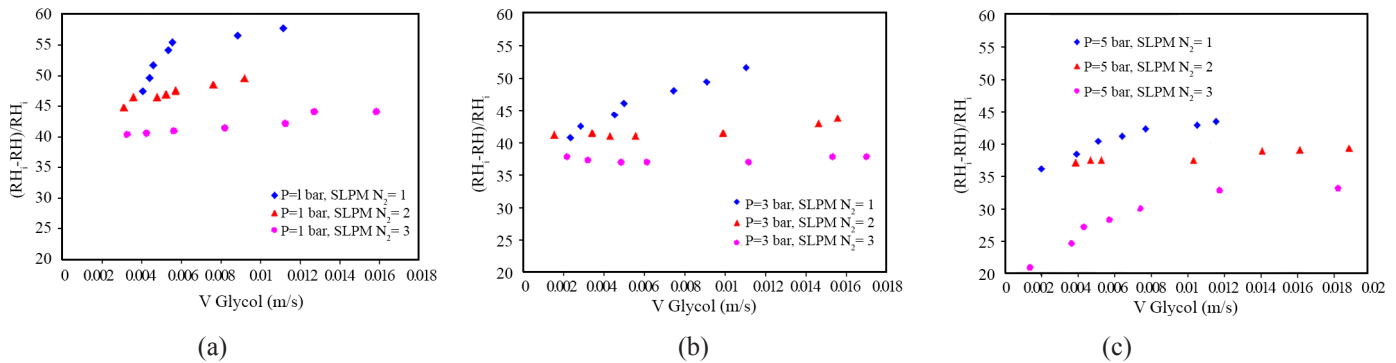 60
55
50
45
40
35
30
25
20
(RHᵢ-RH)/RHᵢ
P=1 bar, SLPM N₂= 1
P=1 bar, SLPM N₂= 2
P=1 bar, SLPM N₂= 3
0 0.002 0.004 0.006 0.008 0.01 0.012 0.014 0.016 0.018
V Glycol (m/s)
(a)
60
55
50
45
40
35
30
25
20
(RHᵢ-RH)/RHᵢ
P=3 bar, SLPM N₂= 1
P=3 bar, SLPM N₂= 2
P=3 bar, SLPM N₂= 3
0 0.002 0.004 0.006 0.008 0.01 0.012 0.014 0.016 0.018
V Glycol (m/s)
(b)
60
55
50
45
40
35
30
25
20
(RHᵢ-RH)/RHᵢ
P=5 bar, SLPM N₂= 1
P=5 bar, SLPM N₂= 2
P=5 bar, SLPM N₂= 3
0 0.002 0.004 0.006 0.008 0.01 0.012 0.014 0.016 0.018 0.02
V Glycol (m/s)
(c)